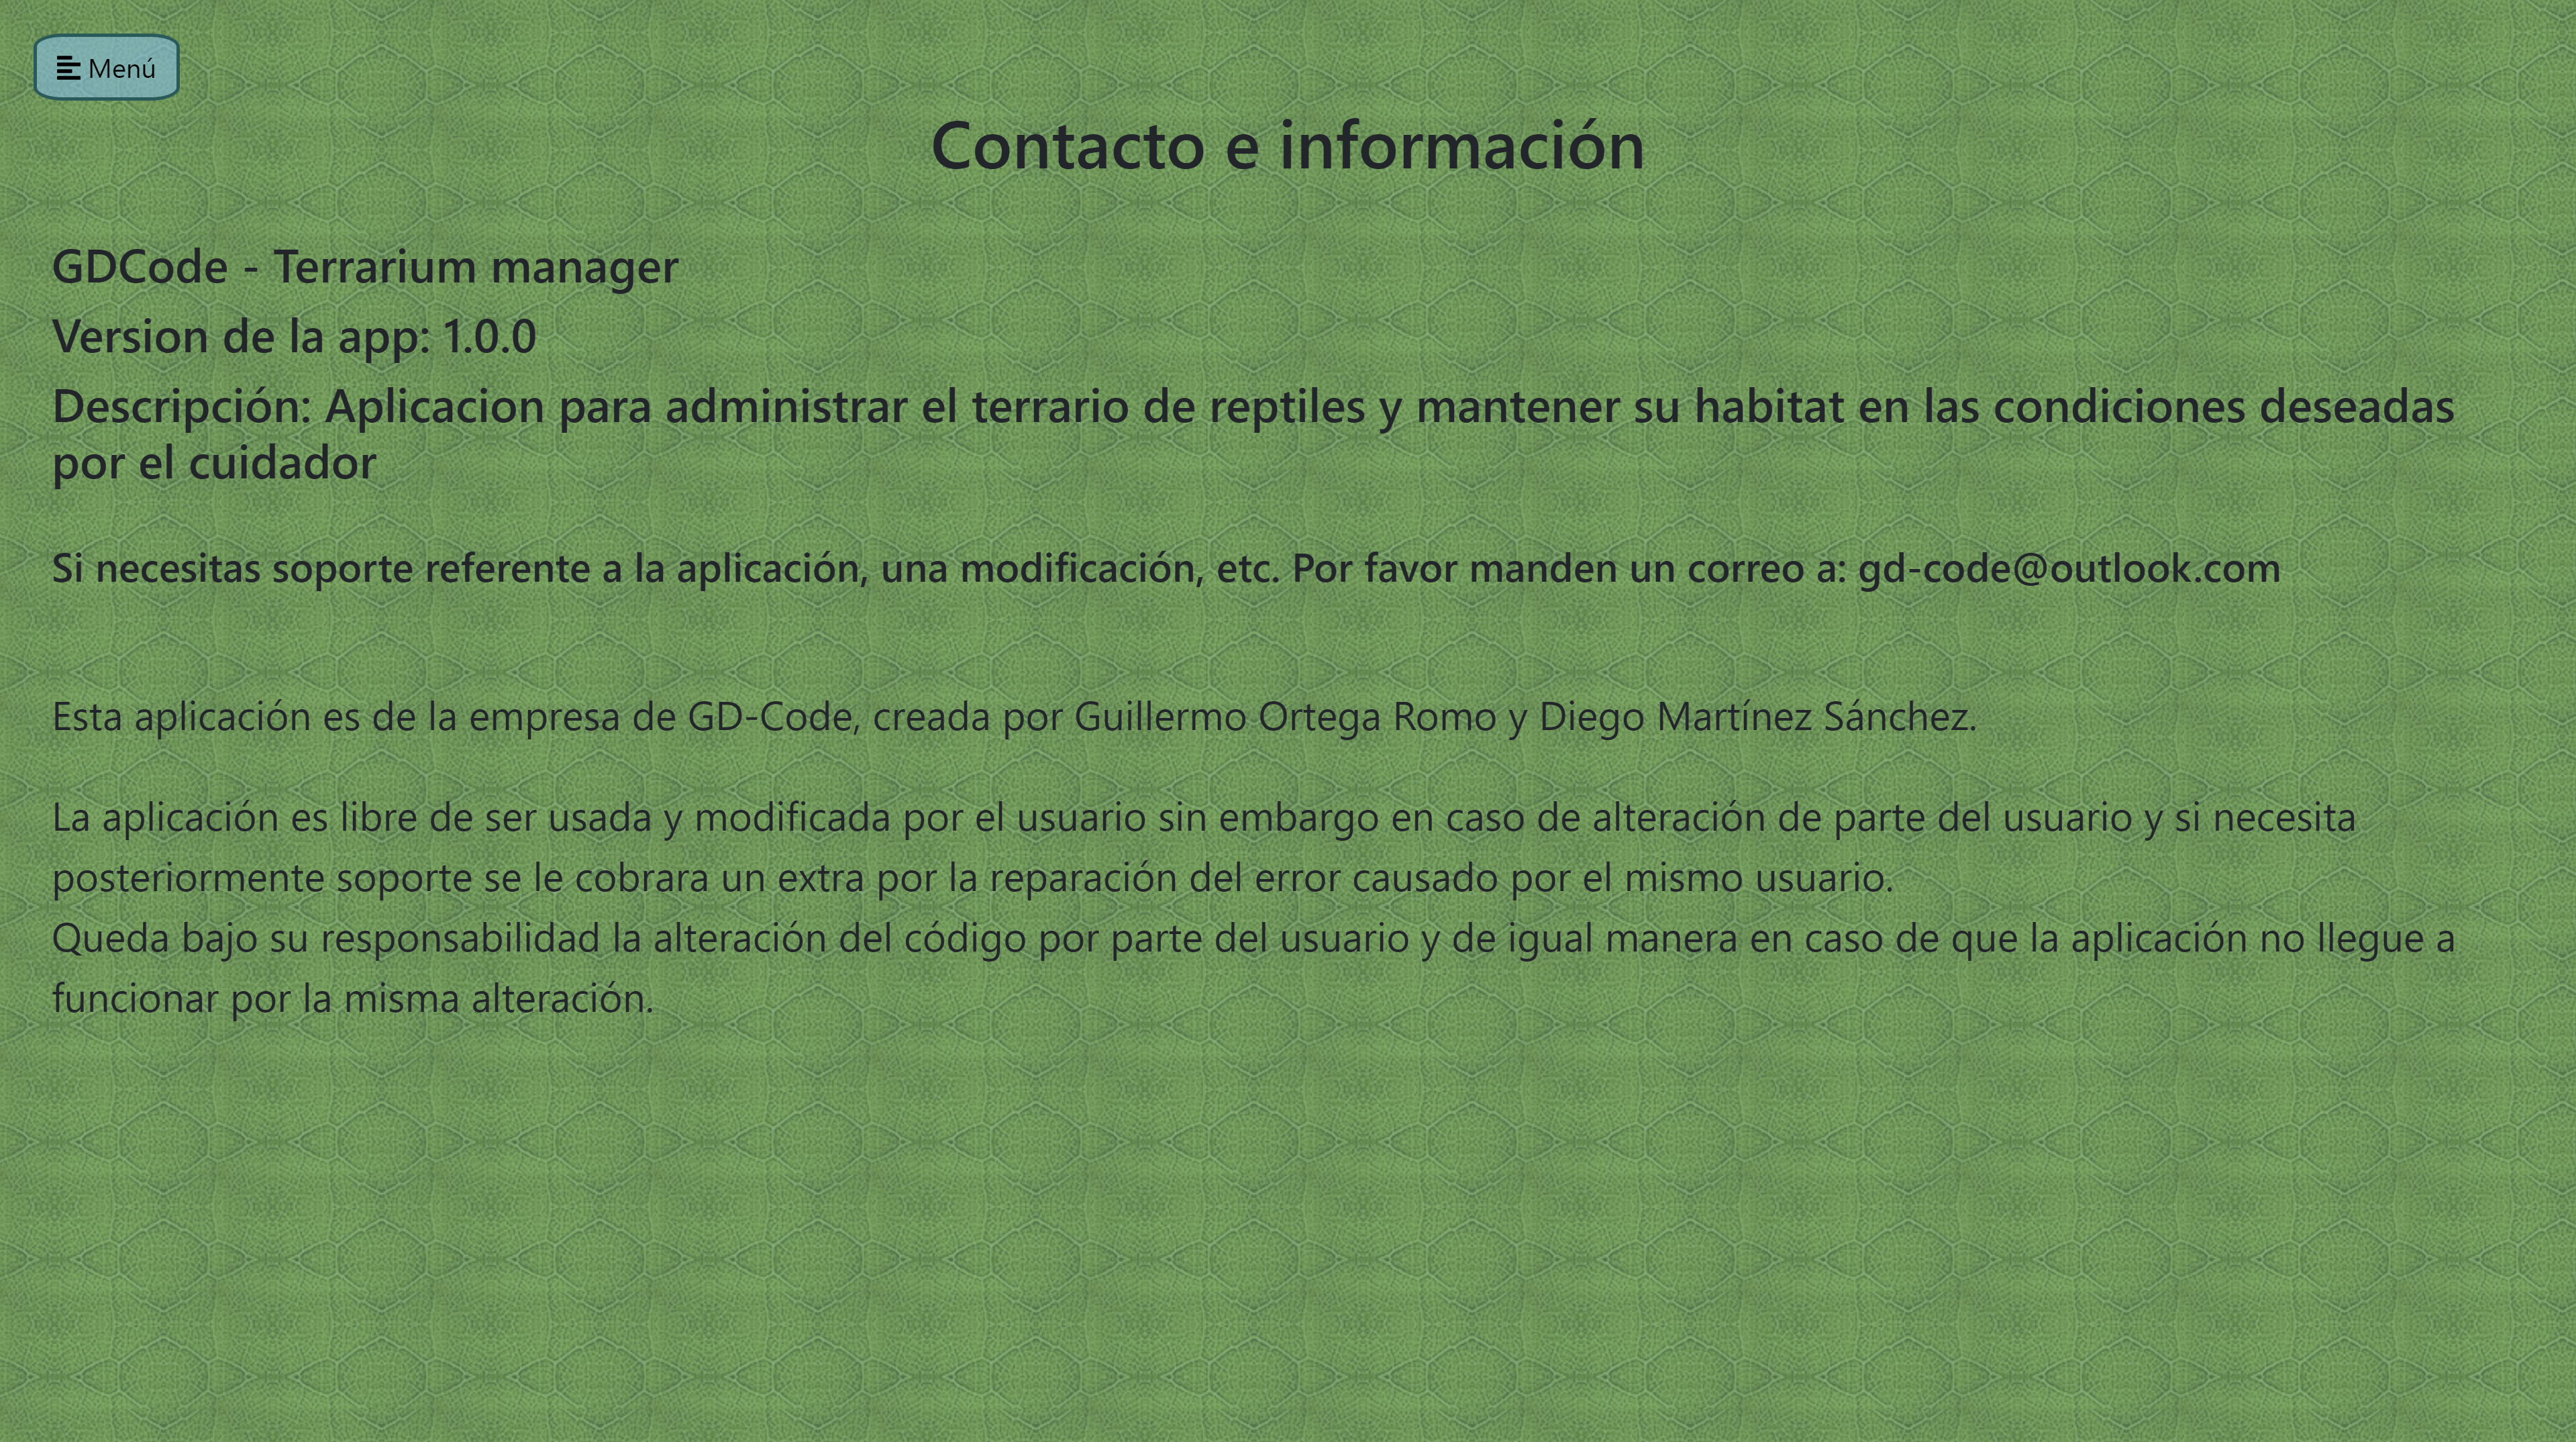 Menú
Contacto e información
GDCode - Terrarium manager
Version de la app: 1.0.0
Descripción: Aplicacion para administrar el terrario de reptiles y mantener su habitat en las condiciones deseadas
por el cuidador
Si necesitas soporte referente a la aplicación, una modificación, etc. Por favor manden un correo a: gd-code@outlook.com
Esta aplicación es de la empresa de GD-Code, creada por Guillermo Ortega Romo y Diego Martínez Sánchez.
La aplicación es libre de ser usada y modificada por el usuario sin embargo en caso de alteración de parte del usuario y si necesita
posteriormente soporte se le cobrara un extra por la reparación del error causado por el mismo usuario.
Queda bajo su responsabilidad la alteración del código por parte del usuario y de igual manera en caso de que la aplicación no llegue a
funcionar por la misma alteración.